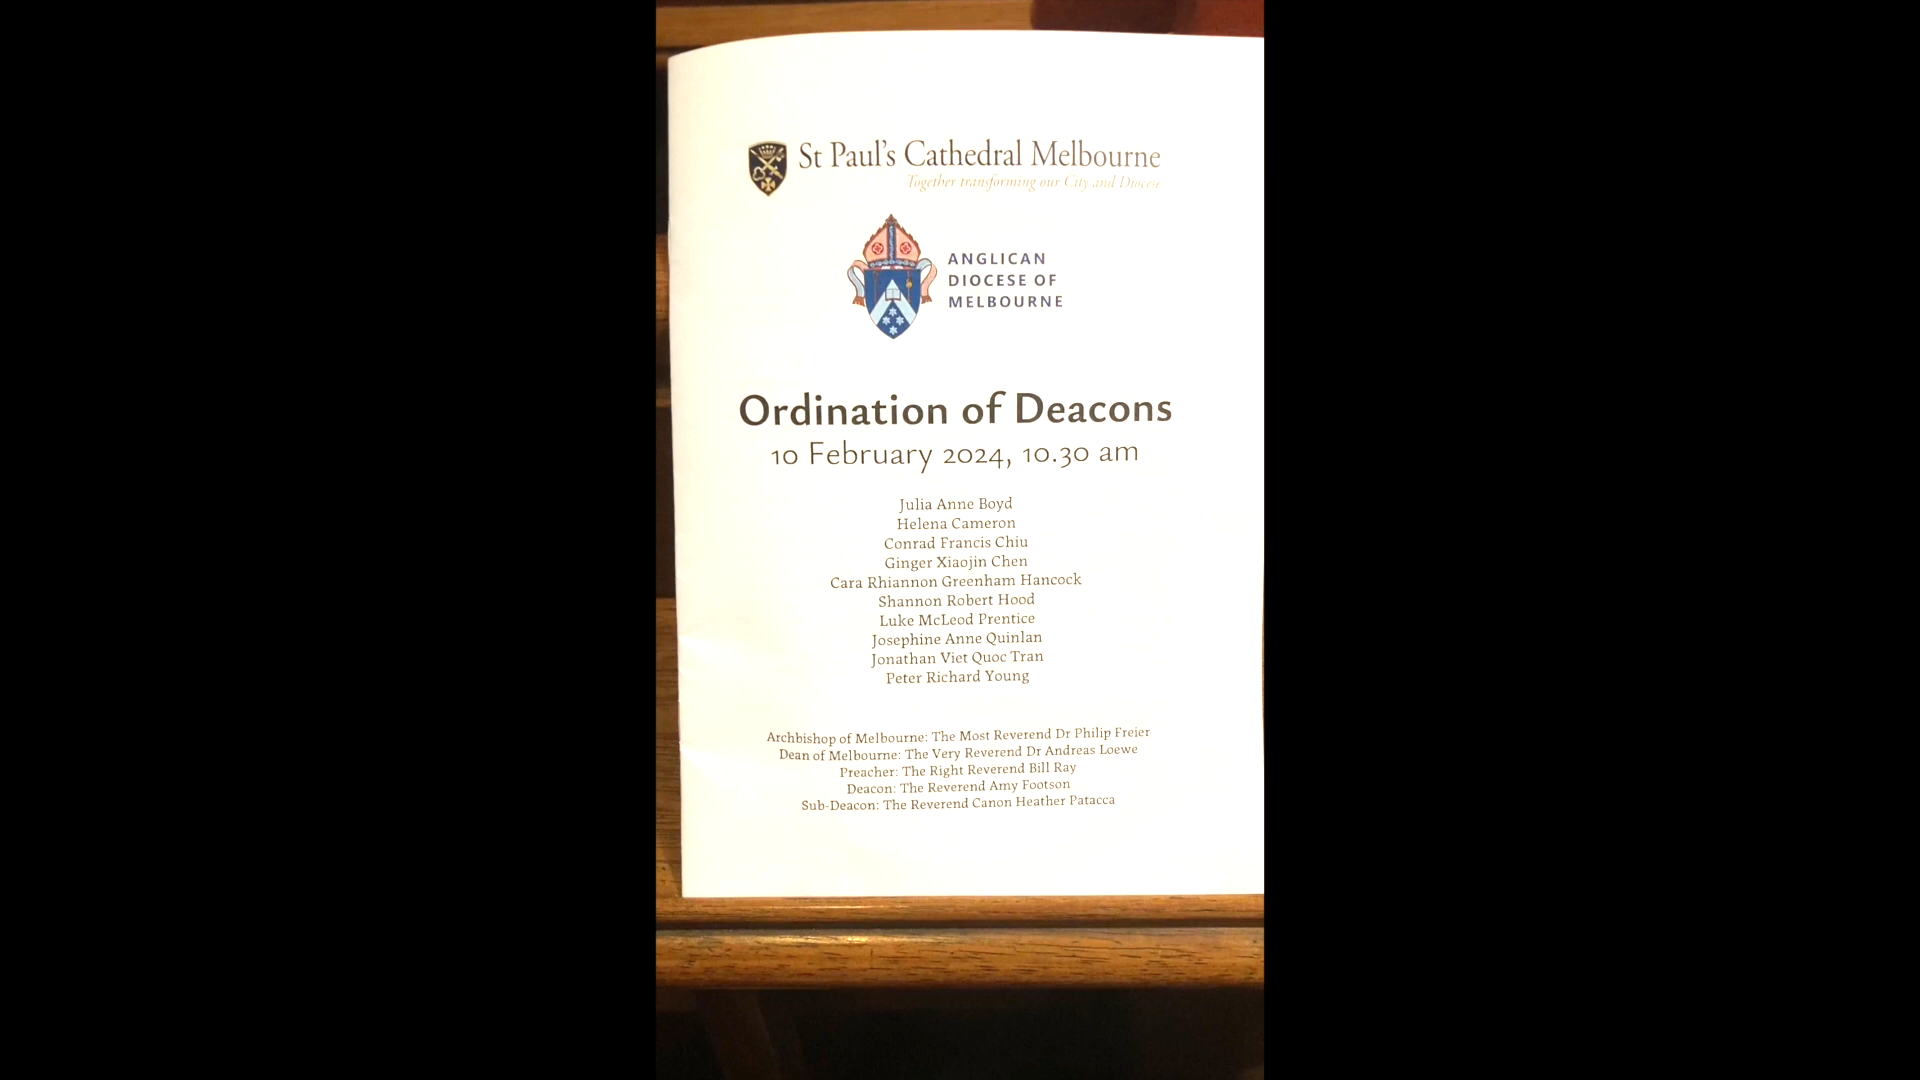 St Paul's Cathedral Melbourne
Together transforming our City and Diocese
ANGLICAN
DIOCESE OF
MELBOURNE
Ordination of Deacons
10 February 2024, 10.30 am
Julia Anne Boyd
Helena Cameron
Conrad Francis Chiu
Ginger Xiaojin Chen
Cara Rhiannon Greenham Hancock
Shannon Robert Hood
Luke McLeod Prentice
Josephine Anne Quinlan
Jonathan Viet Quoc Tran
Peter Richard Young
Archbishop of Melbourne: The Most Reverend Dr Philip Freier
Dean of Melbourne: The Very Reverend Dr Andreas Loewe
Preacher: The Right Reverend Bill Ray
Deacon: The Reverend Amy Footson
Sub-Deacon: The Reverend Canon Heather Patacca